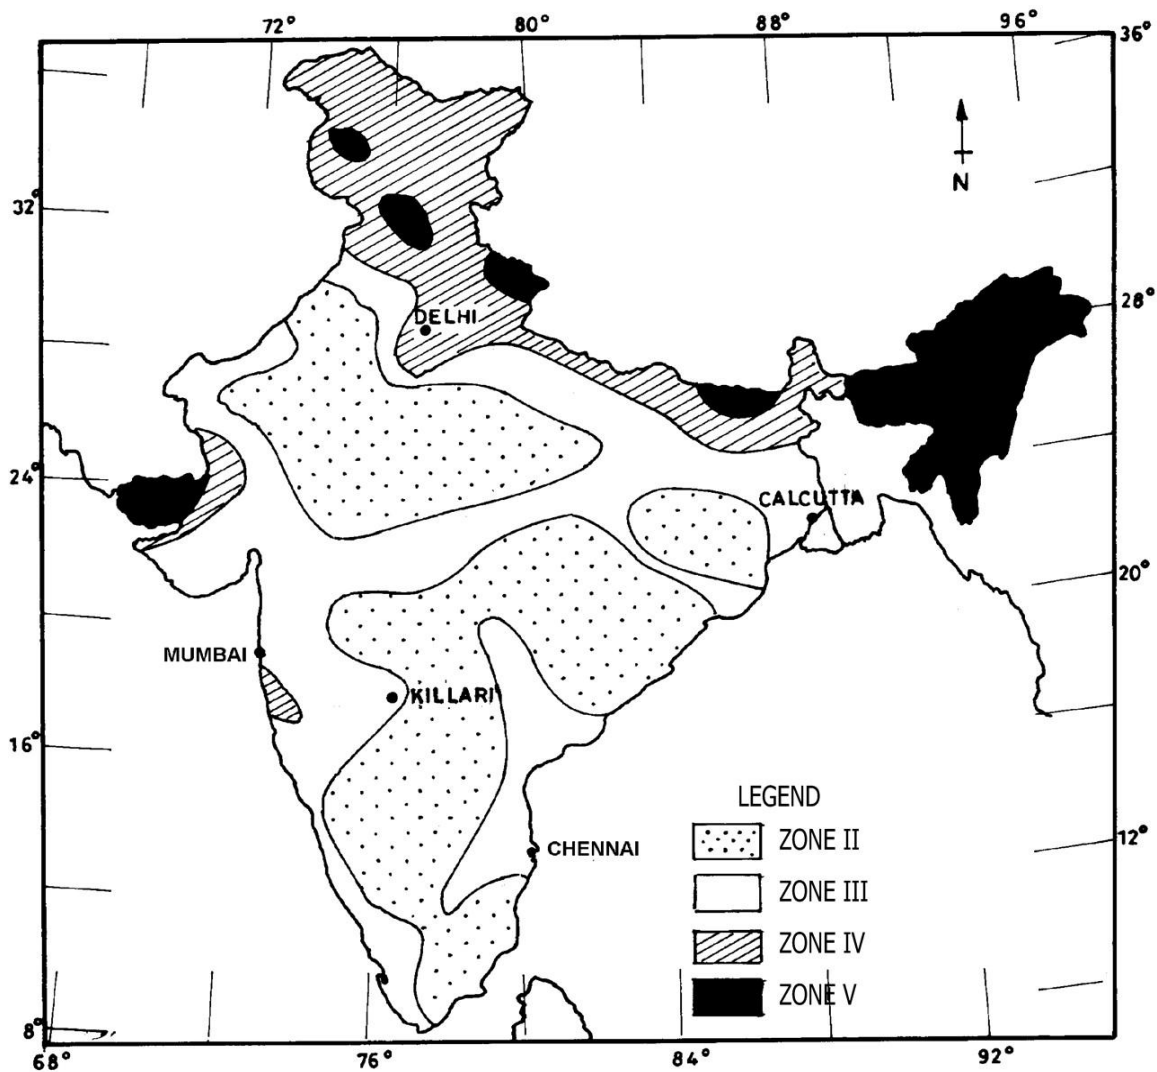 72° 80° 88° 96°
36°
32°
28°
24°
20°
16°
12°
8°
68° 76° 84° 92°
N
DELHI
CALCUTTA
MUMBAI
KILLARI
CHENNAI
LEGEND
ZONE II
ZONE III
ZONE IV
ZONE V